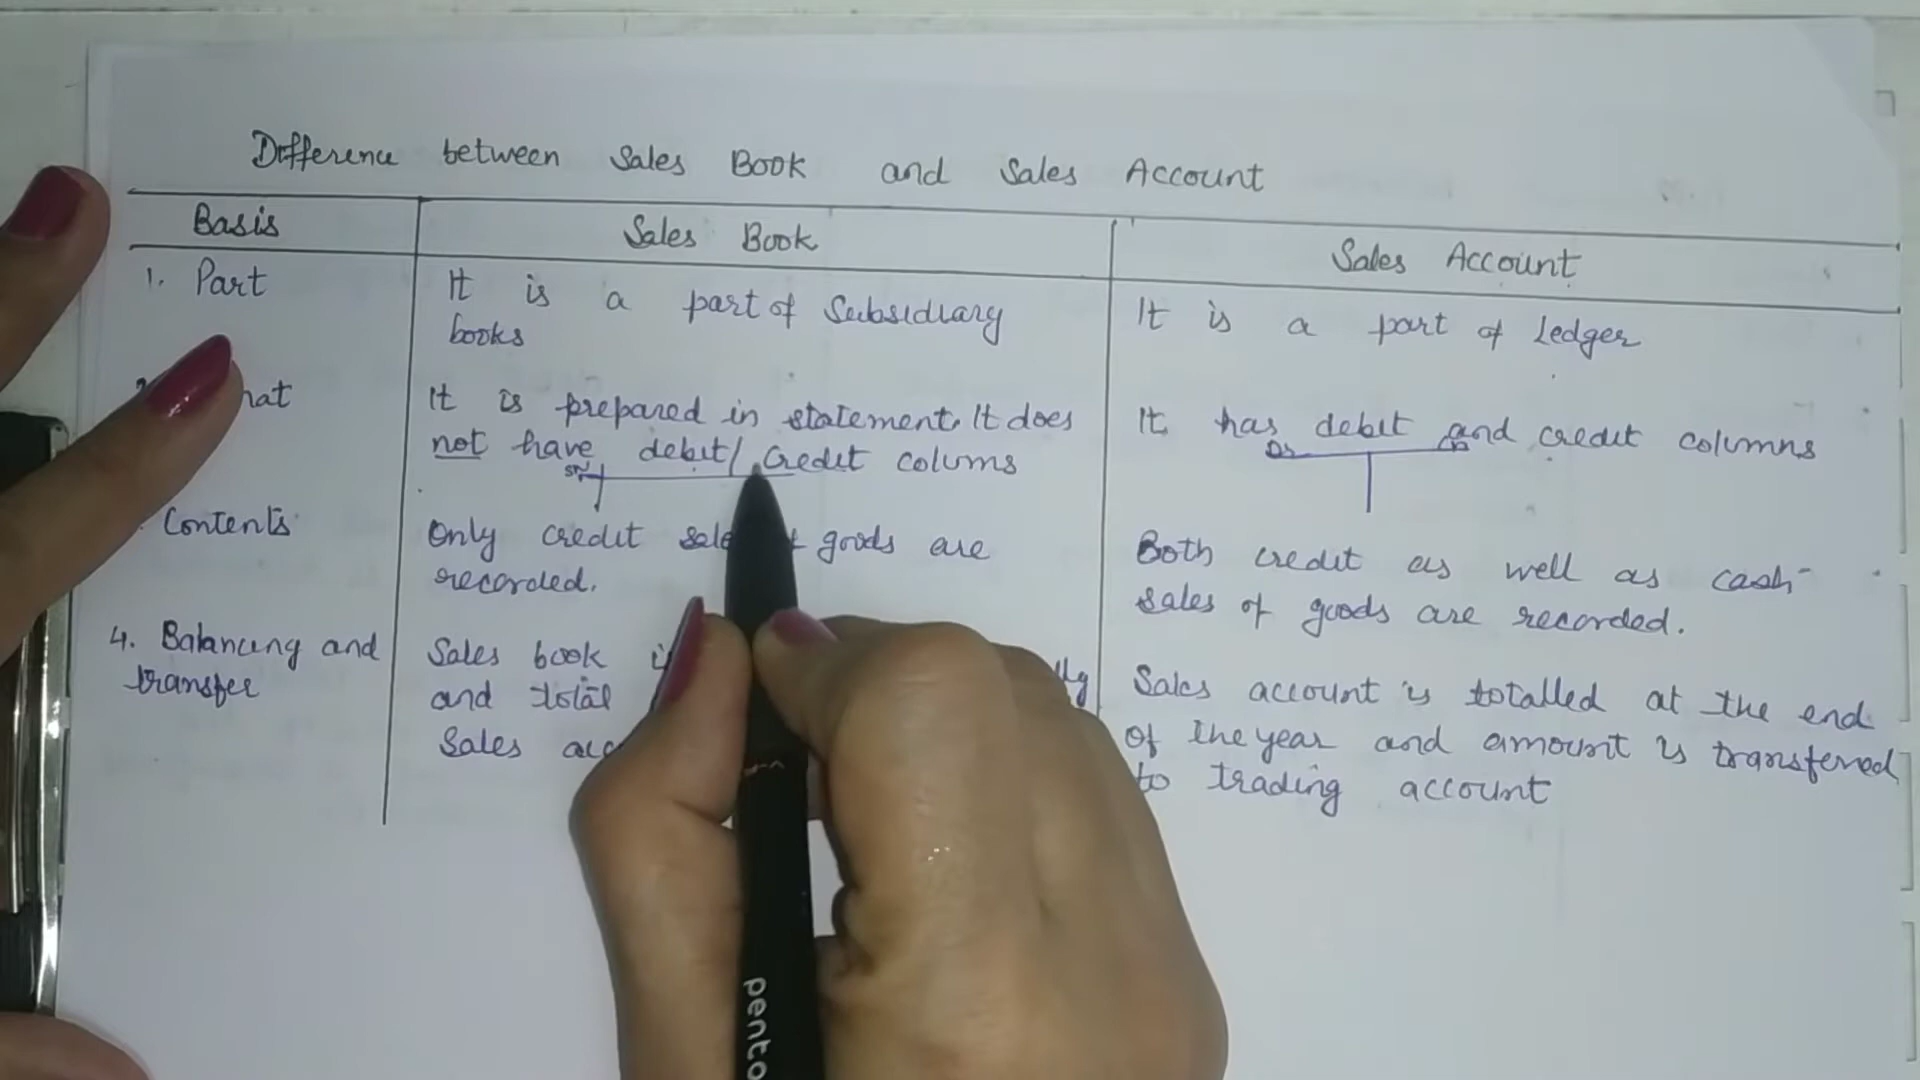 Difference between Sales Book and Sales Account
Basis Sales Book Sales Account
1. Part It is a part of Subsidiary books It is a part of Ledger
It is prepared in statement. It does
not have debit/credit colums
It has debit and credit columns
SN
Dr
Contents Only credit goods are
recorded.
Both credit as well as cash
sales of goods are recorded.
4. Balancing and
transfer
Sales book
and total
Sales
Sales account is totalled at the end
of the year and amount is transferred
to trading account
pento